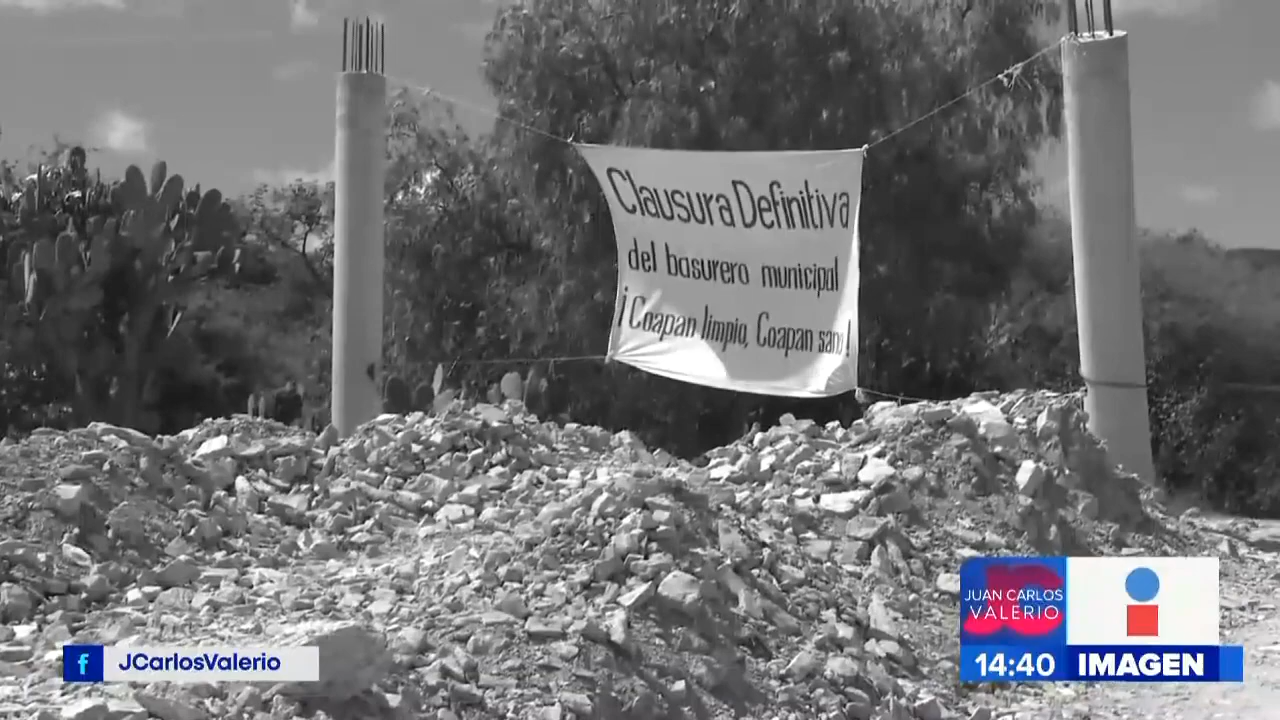 Clausura Definitiva
del basurero municipal
¡Coapan limpio, Coapan sano!
JUAN CARLOS
VALERIO
f JCarlosValerio
14:40 IMAGEN